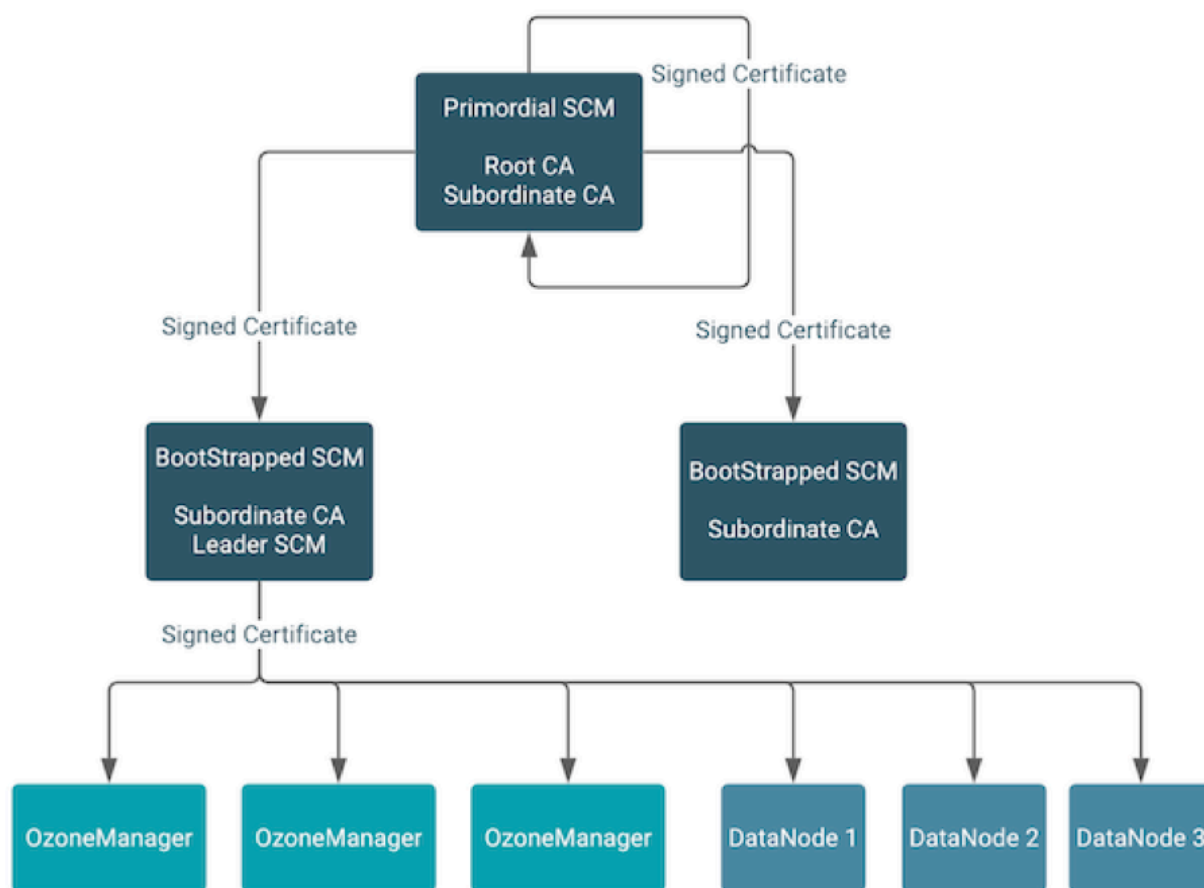 Signed Certificate
Primordial SCM
Root CA
Subordinate CA
Signed Certificate
Signed Certificate
BootStrapped SCM
Subordinate CA
Leader SCM
BootStrapped SCM
Subordinate CA
Signed Certificate
OzoneManager
OzoneManager
OzoneManager
DataNode 1
DataNode 2
DataNode 3